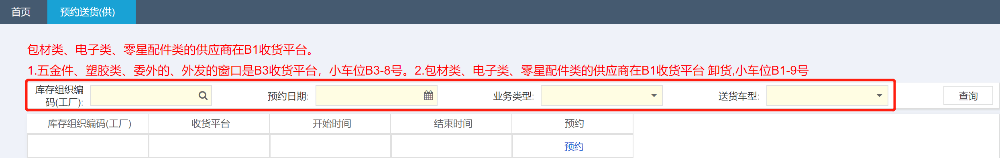 首页 预约送货(供)
包材类、电子类、零星配件类的供应商在B1收货平台。
1.五金件、塑胶类、委外的、外发的窗口是B3收货平台，小车位B3-8号。2.包材类、电子类、零星配件类的供应商在B1收货平台 卸货,小车位B1-9号
库存组织编
码(工厂): 预约日期: 业务类型: 送货车型: 查询
库存组织编码(工厂) 收货平台 开始时间 结束时间 预约
预约